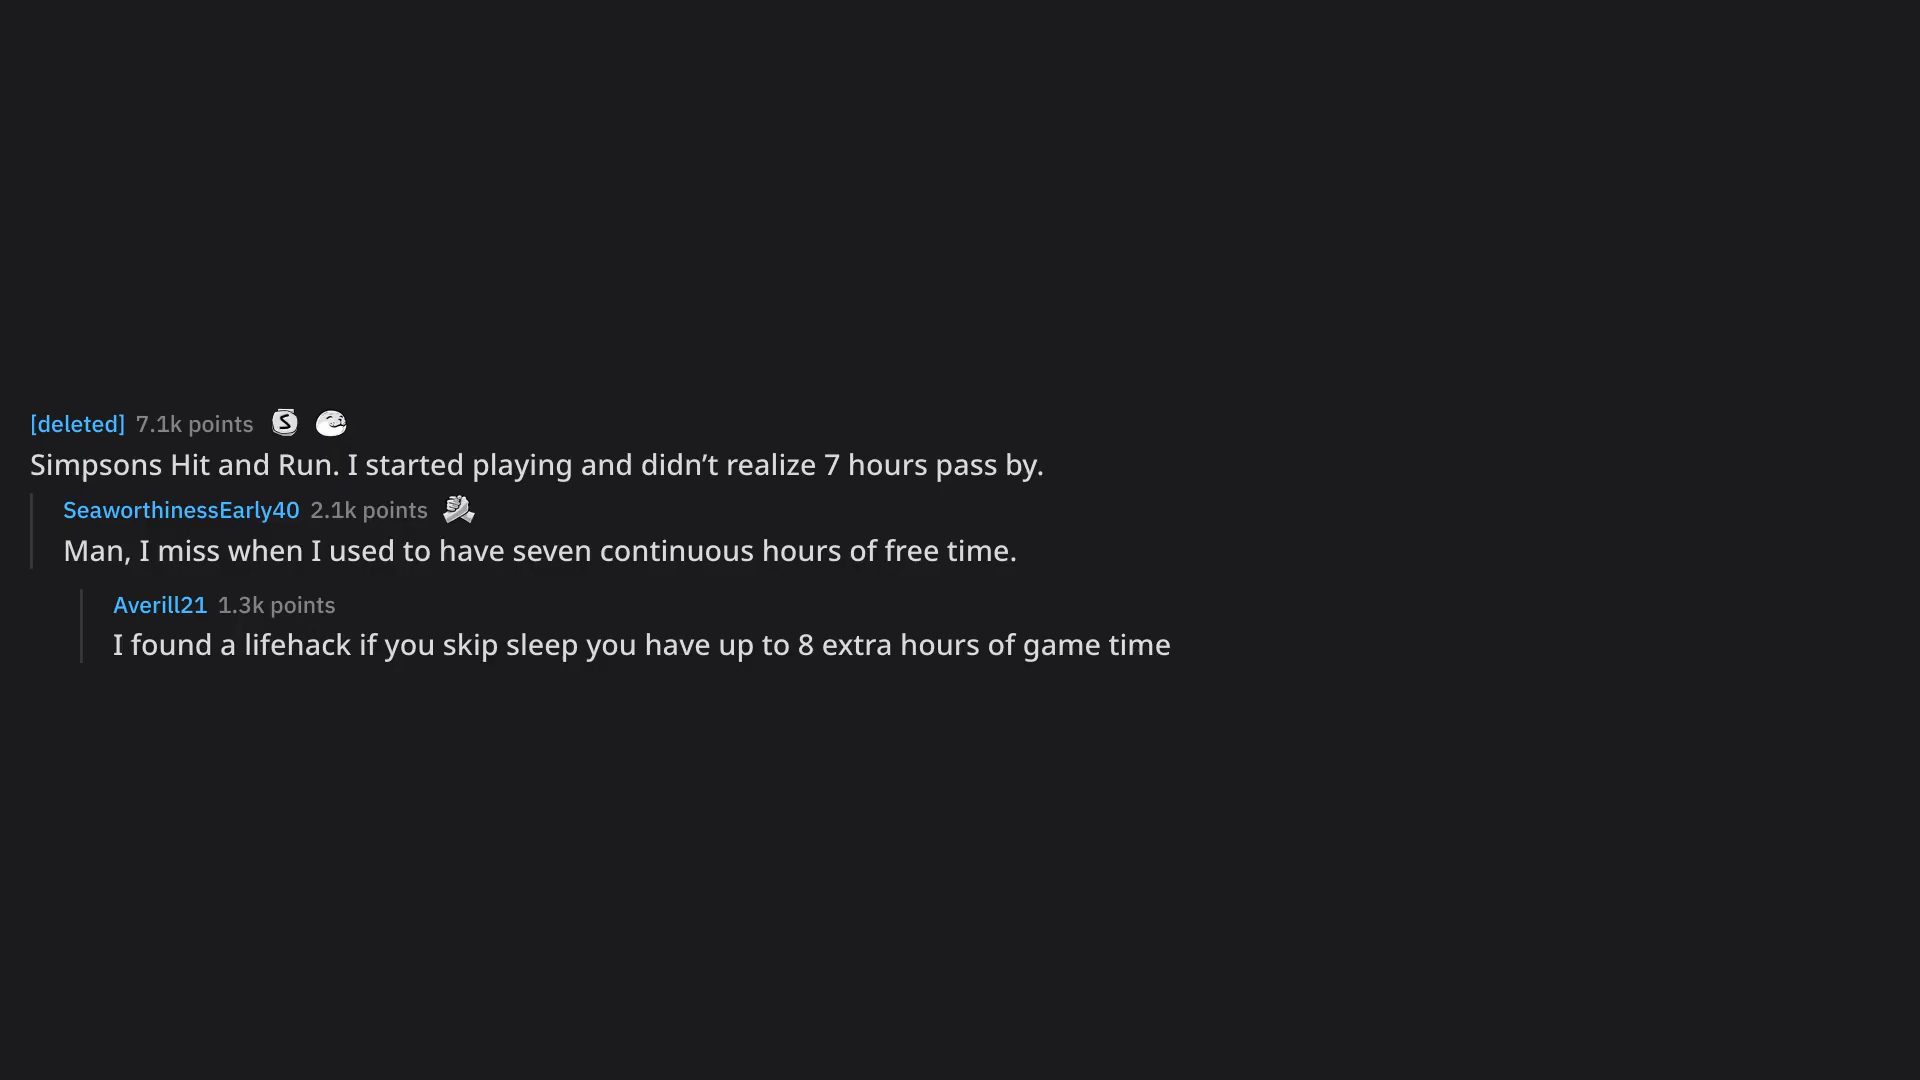 [deleted] 7.1k points S
Simpsons Hit and Run. I started playing and didn’t realize 7 hours pass by.
SeaworthinessEarly40 2.1k points
Man, I miss when I used to have seven continuous hours of free time.
Averill21 1.3k points
I found a lifehack if you skip sleep you have up to 8 extra hours of game time